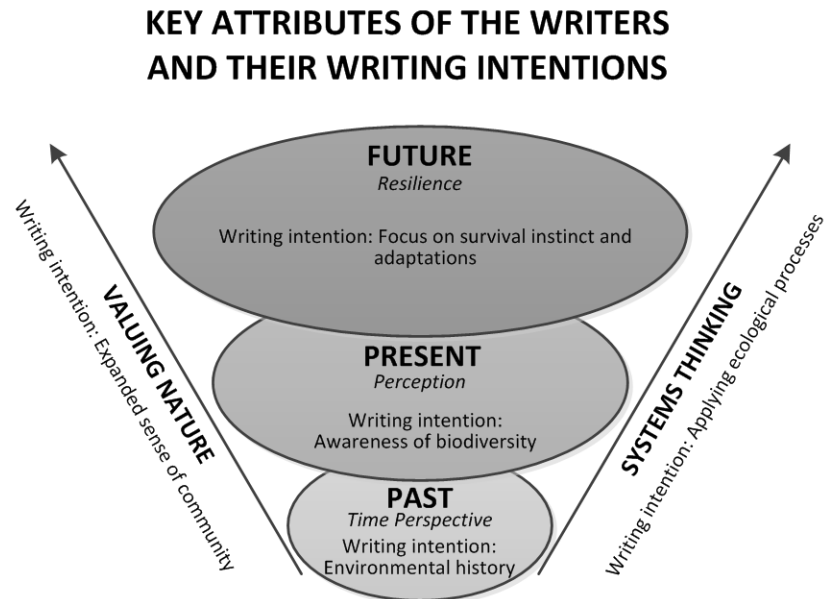 KEY ATTRIBUTES OF THE WRITERS
AND THEIR WRITING INTENTIONS
FUTURE
Resilience
Writing intention: Focus on survival instinct and
adaptations
PRESENT
Perception
Writing intention:
Awareness of biodiversity
PAST
Time Perspective
Writing intention:
Environmental history
VALUING NATURE
Writing intention: Expanded sense of community
SYSTEMS THINKING
Writing intention: Applying ecological processes